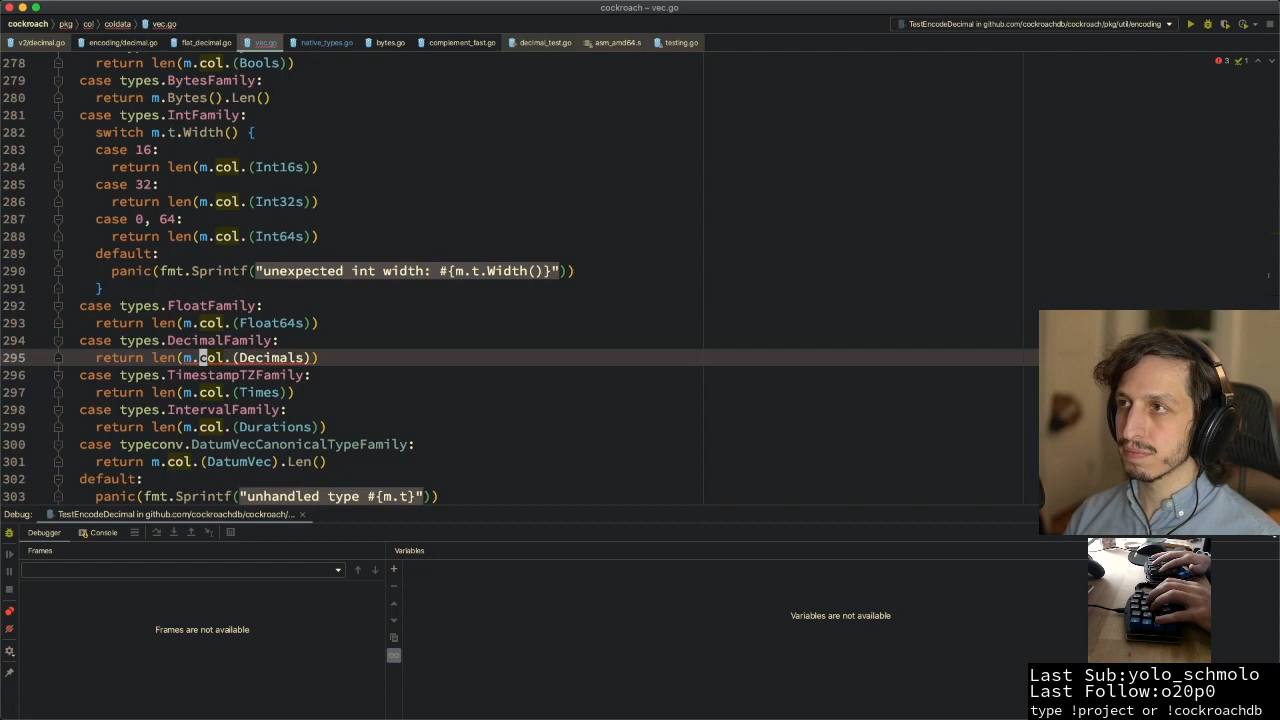 cockroach – vec.go
cockroach › pkg › col › coldata › vec.go
TestEncodeDecimal in github.com/cockroachdb/cockroach/pkg/util/encoding
v2/decimal.go encoding/decimal.go flat_decimal.go vec.go native_types.go bytes.go complement_fast.go decimal_test.go asm_amd64.s testing.go
3 1
278 return len(m.col.(Bools))
279 case types.BytesFamily:
280 return m.Bytes().Len()
281 case types.IntFamily:
282 switch m.t.Width() {
283 case 16:
284 return len(m.col.(Int16s))
285 case 32:
286 return len(m.col.(Int32s))
287 case 0, 64:
288 return len(m.col.(Int64s))
289 default:
290 panic(fmt.Sprintf("unexpected int width: #{m.t.Width()}"))
291 }
292 case types.FloatFamily:
293 return len(m.col.(Float64s))
294 case types.DecimalFamily:
295 return len(m.col.(Decimals))
296 case types.TimestampTZFamily:
297 return len(m.col.(Times))
298 case types.IntervalFamily:
299 return len(m.col.(Durations))
300 case typeconv.DatumVecCanonicalTypeFamily:
301 return m.col.(DatumVec).Len()
302 default:
303 panic(fmt.Sprintf("unhandled type #{m.t}"))
Debug: TestEncodeDecimal in github.com/cockroachdb/cockroach/...
Debugger Console
Frames
Variables
Frames are not available
Variables are not available
Last Sub:yolo_schmolo
Last Follow:o20p0
type !project or !cockroachdb